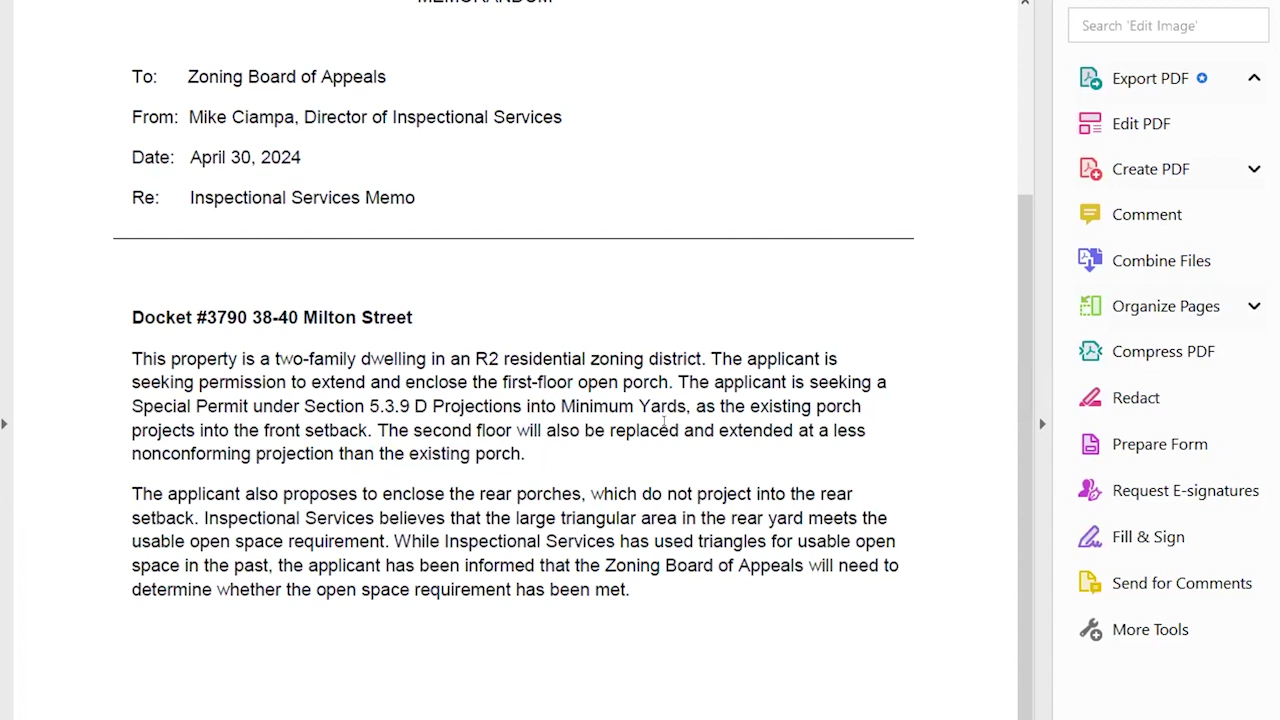 MEMORANDUM
To: Zoning Board of Appeals
From: Mike Ciampa, Director of Inspectional Services
Date: April 30, 2024
Re: Inspectional Services Memo
Docket #3790 38-40 Milton Street
This property is a two-family dwelling in an R2 residential zoning district. The applicant is
seeking permission to extend and enclose the first-floor open porch. The applicant is seeking a
Special Permit under Section 5.3.9 D Projections into Minimum Yards, as the existing porch
projects into the front setback. The second floor will also be replaced and extended at a less
nonconforming projection than the existing porch.
The applicant also proposes to enclose the rear porches, which do not project into the rear
setback. Inspectional Services believes that the large triangular area in the rear yard meets the
usable open space requirement. While Inspectional Services has used triangles for usable open
space in the past, the applicant has been informed that the Zoning Board of Appeals will need to
determine whether the open space requirement has been met.
Search 'Edit Image'
Export PDF
Edit PDF
Create PDF
Comment
Combine Files
Organize Pages
Compress PDF
Redact
Prepare Form
Request E-signatures
Fill & Sign
Send for Comments
More Tools